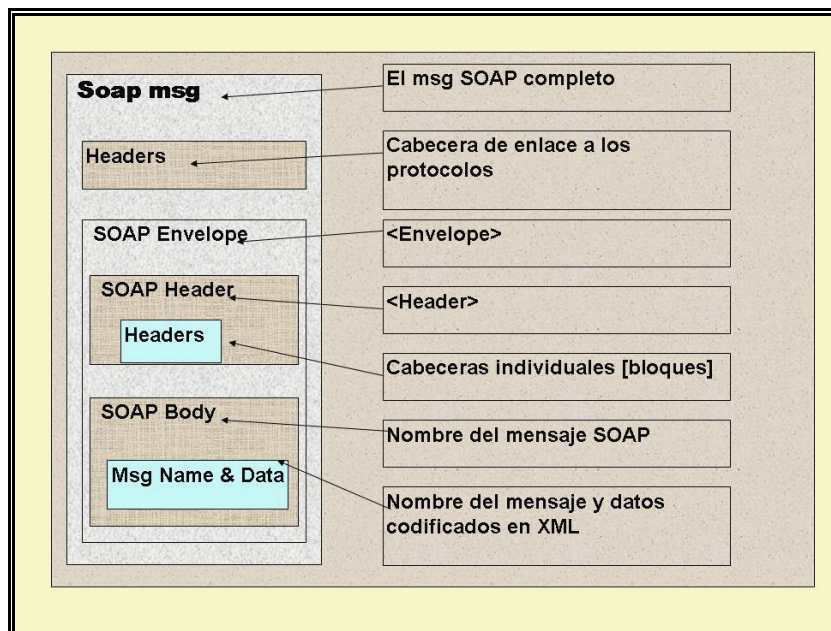 Soap msg
El msg SOAP completo
Headers
Cabecera de enlace a los
protocolos
SOAP Envelope
<Envelope>
SOAP Header
<Header>
Headers
Cabeceras individuales [bloques]
SOAP Body
Nombre del mensaje SOAP
Msg Name & Data
Nombre del mensaje y datos
codificados en XML